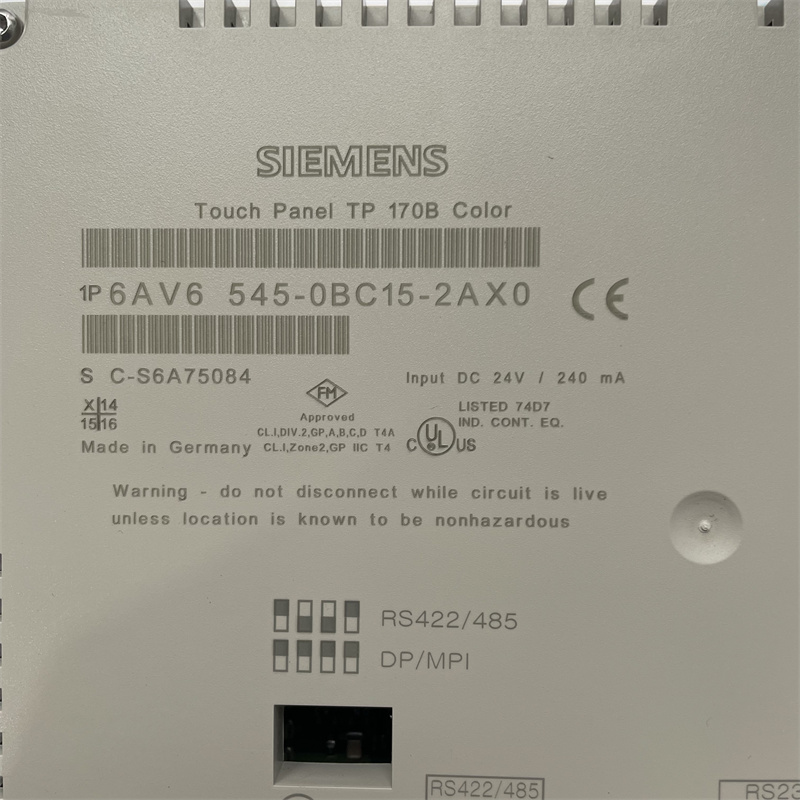 SIEMENS
Touch Panel TP 170B Color
1P 6AV6 545-0BC15-2AX0
CE
S C-S6A75084
Input DC 24V / 240 mA
X 14
15 16
FM
Approved
CL.I,DIV.2,GP,A,B,C,D T4A
CL.I,Zone2,GP IIC T4
C UL US
LISTED 74D7
IND. CONT. EQ.
Made in Germany
Warning - do not disconnect while circuit is live
unless location is known to be nonhazardous
RS422/485
DP/MPI
RS422/485
RS23